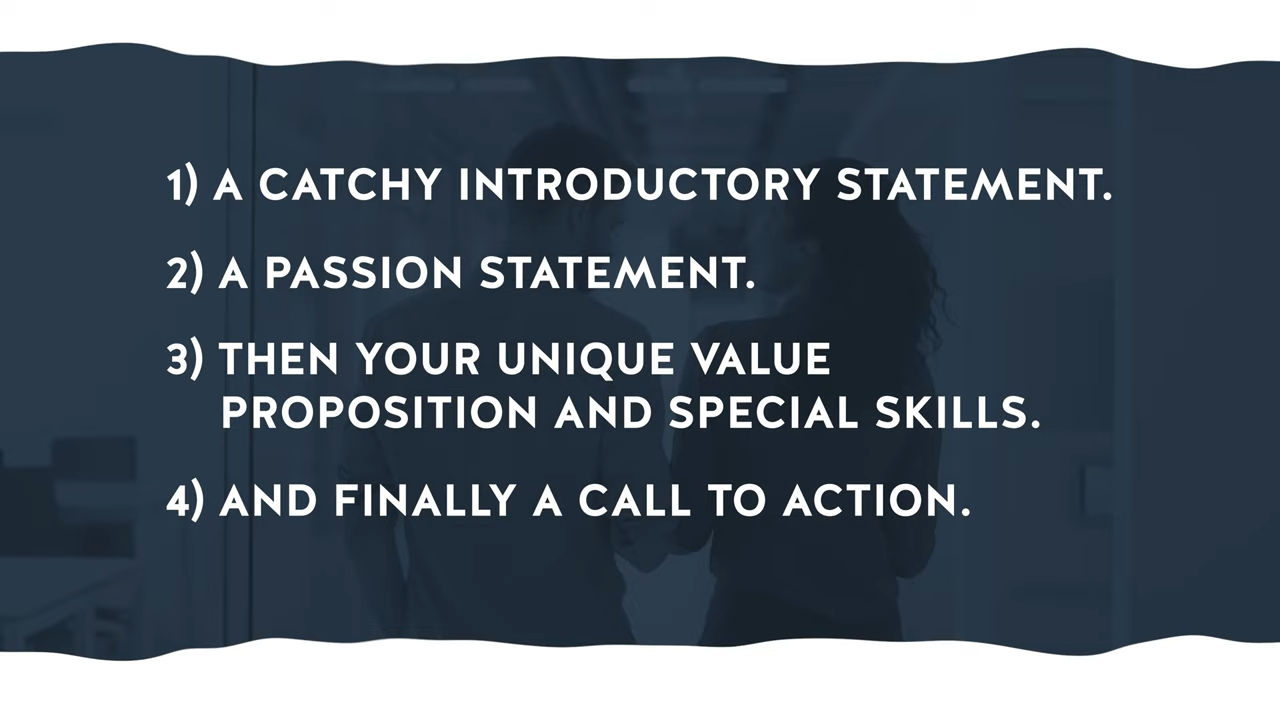 1) A CATCHY INTRODUCTORY STATEMENT.
2) A PASSION STATEMENT.
3) THEN YOUR UNIQUE VALUE
PROPOSITION AND SPECIAL SKILLS.
4) AND FINALLY A CALL TO ACTION.